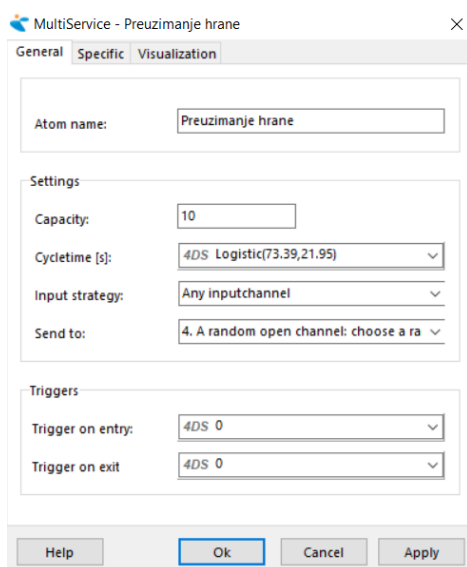 MultiService - Preuzimanje hrane
General Specific Visualization
Atom name: Preuzimanje hrane
Settings
Capacity: 10
Cycletime [s]: 4DS Logistic(73.39,21.95)
Input strategy: Any inputchannel
Send to: 4. A random open channel: choose a ra
Triggers
Trigger on entry: 4DS 0
Trigger on exit 4DS 0
Help Ok Cancel Apply